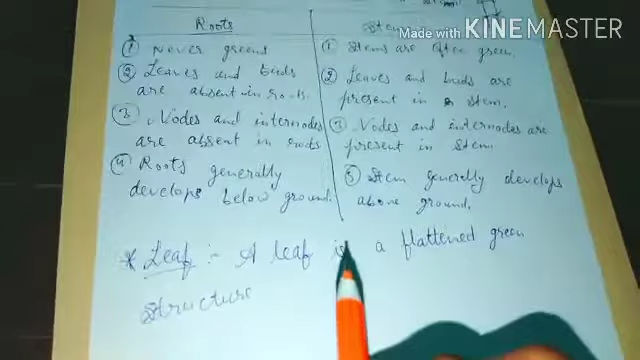 Made with KINEMASTER
Roots
Stem
① Never greens
① Stems are often green.
② Leaves and buds
are absent in roots.
② Leaves and buds are
present in stem.
③ Nodes and internodes
are absent in roots
③ Nodes and internodes are
present in stem.
④ Roots generally
develops below ground.
⑤ Stem generally develops
above ground.
* Leaf :- A leaf is a flattened green
structure